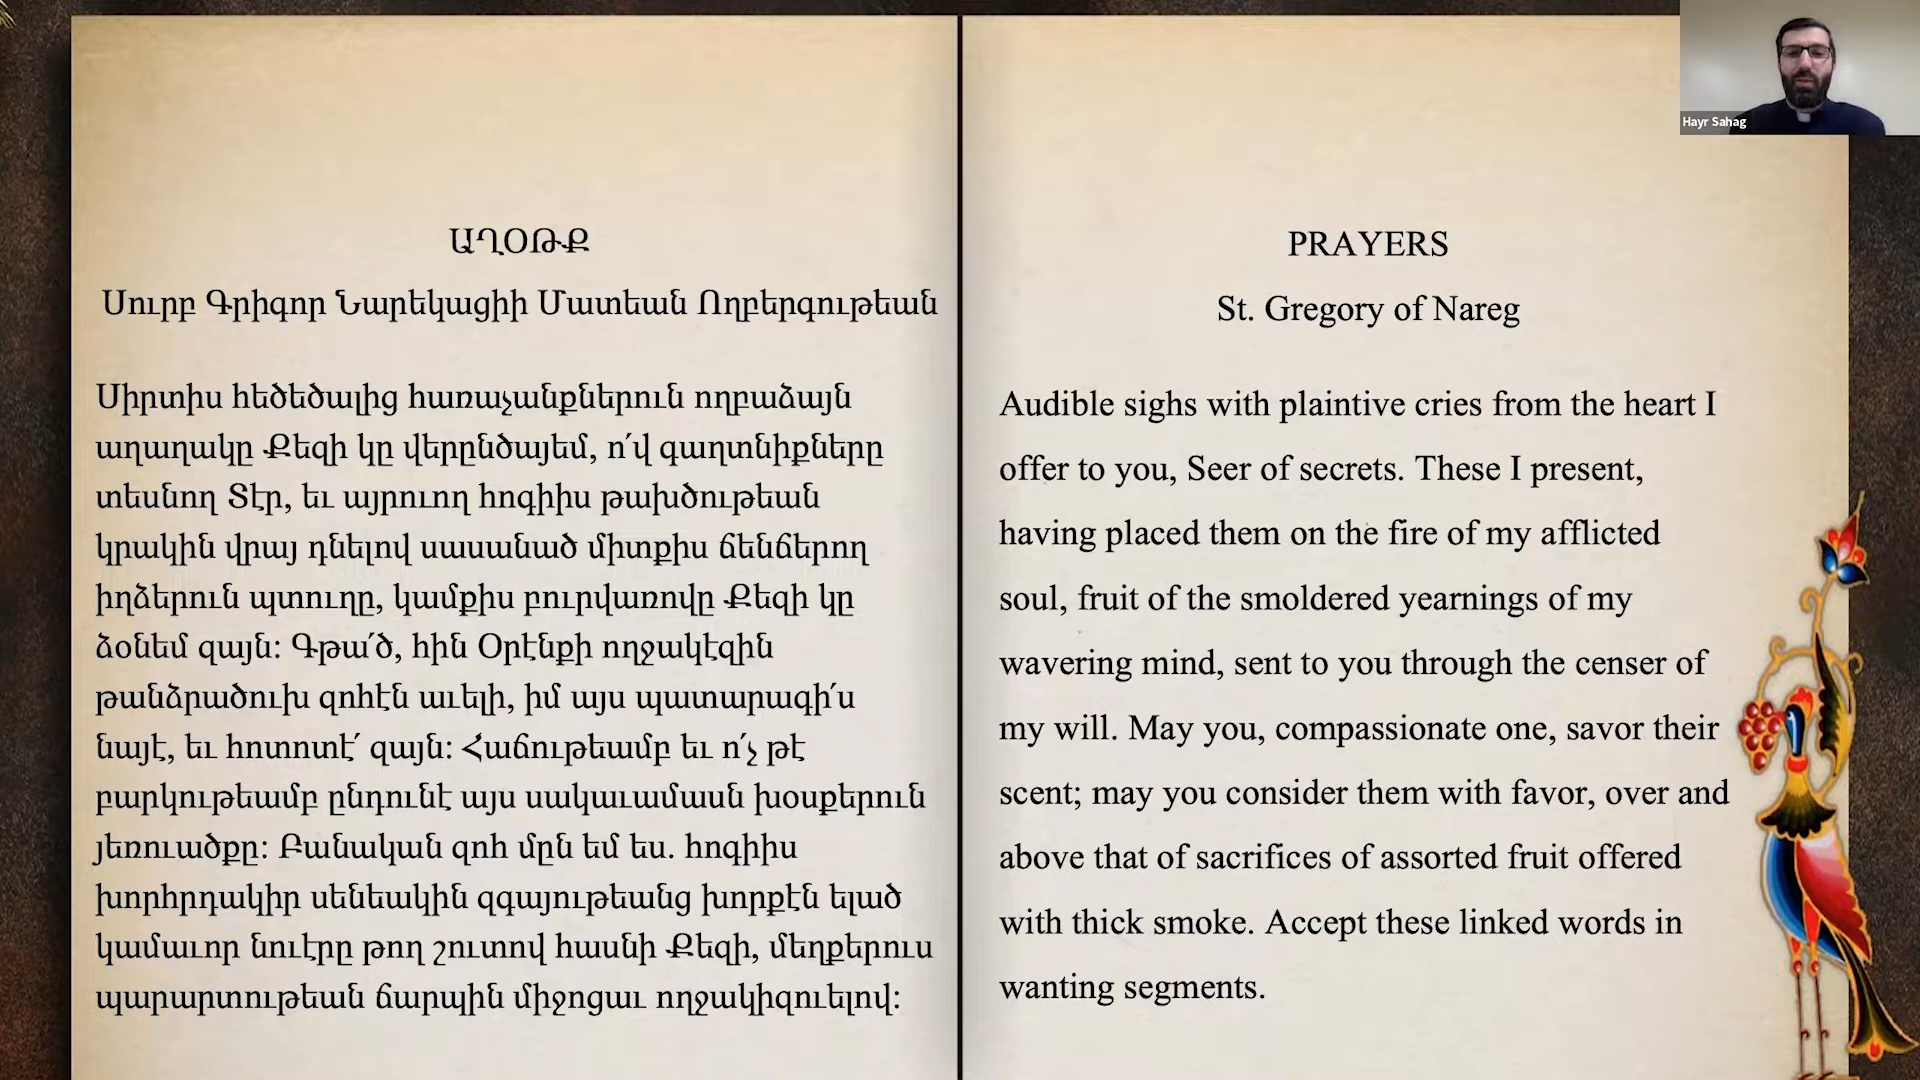 ԱՂՕԹՔ
Սուրբ Գրիգոր Նարեկացիի Մատեան Ողբերգութեան
Սիրտիս հեծեծալից հառաչանքներուն ողբաձայն
աղաղակը Քեզի կը վերընծայեմ, ո՛վ գաղտնիքները
տեսնող Տէր, եւ այրուող հոգիիս թախծութեան
կրակին վրայ դնելով սասանած միտքիս ճենճերող
իղձերուն պտուղը, կամքիս բուրվառովը Քեզի կը
ձօնեմ զայն։ Գթա՛ծ, հին Օրէնքի ողջակէզին
թանձրածուխ զոհէն աւելի, իմ այս պատարագի՛ս
նայէ, եւ հոտոտէ՛ զայն։ Հաճութեամբ եւ ո՛չ թէ
բարկութեամբ ընդունէ այս սակաւամասն խօսքերուն
յեռուածքը։ Բանական զոհ մըն եմ ես. հոգիիս
խորհրդակիր սենեակին զգայութեանց խորքէն ելած
կամաւոր նուէրը թող շուտով հասնի Քեզի, մեղքերուս
պարարտութեան ճարպին միջոցաւ ողջակիզուելով։
PRAYERS
St. Gregory of Nareg
Audible sighs with plaintive cries from the heart I
offer to you, Seer of secrets. These I present,
having placed them on the fire of my afflicted
soul, fruit of the smoldered yearnings of my
wavering mind, sent to you through the censer of
my will. May you, compassionate one, savor their
scent; may you consider them with favor, over and
above that of sacrifices of assorted fruit offered
with thick smoke. Accept these linked words in
wanting segments.
Hayr Sahag